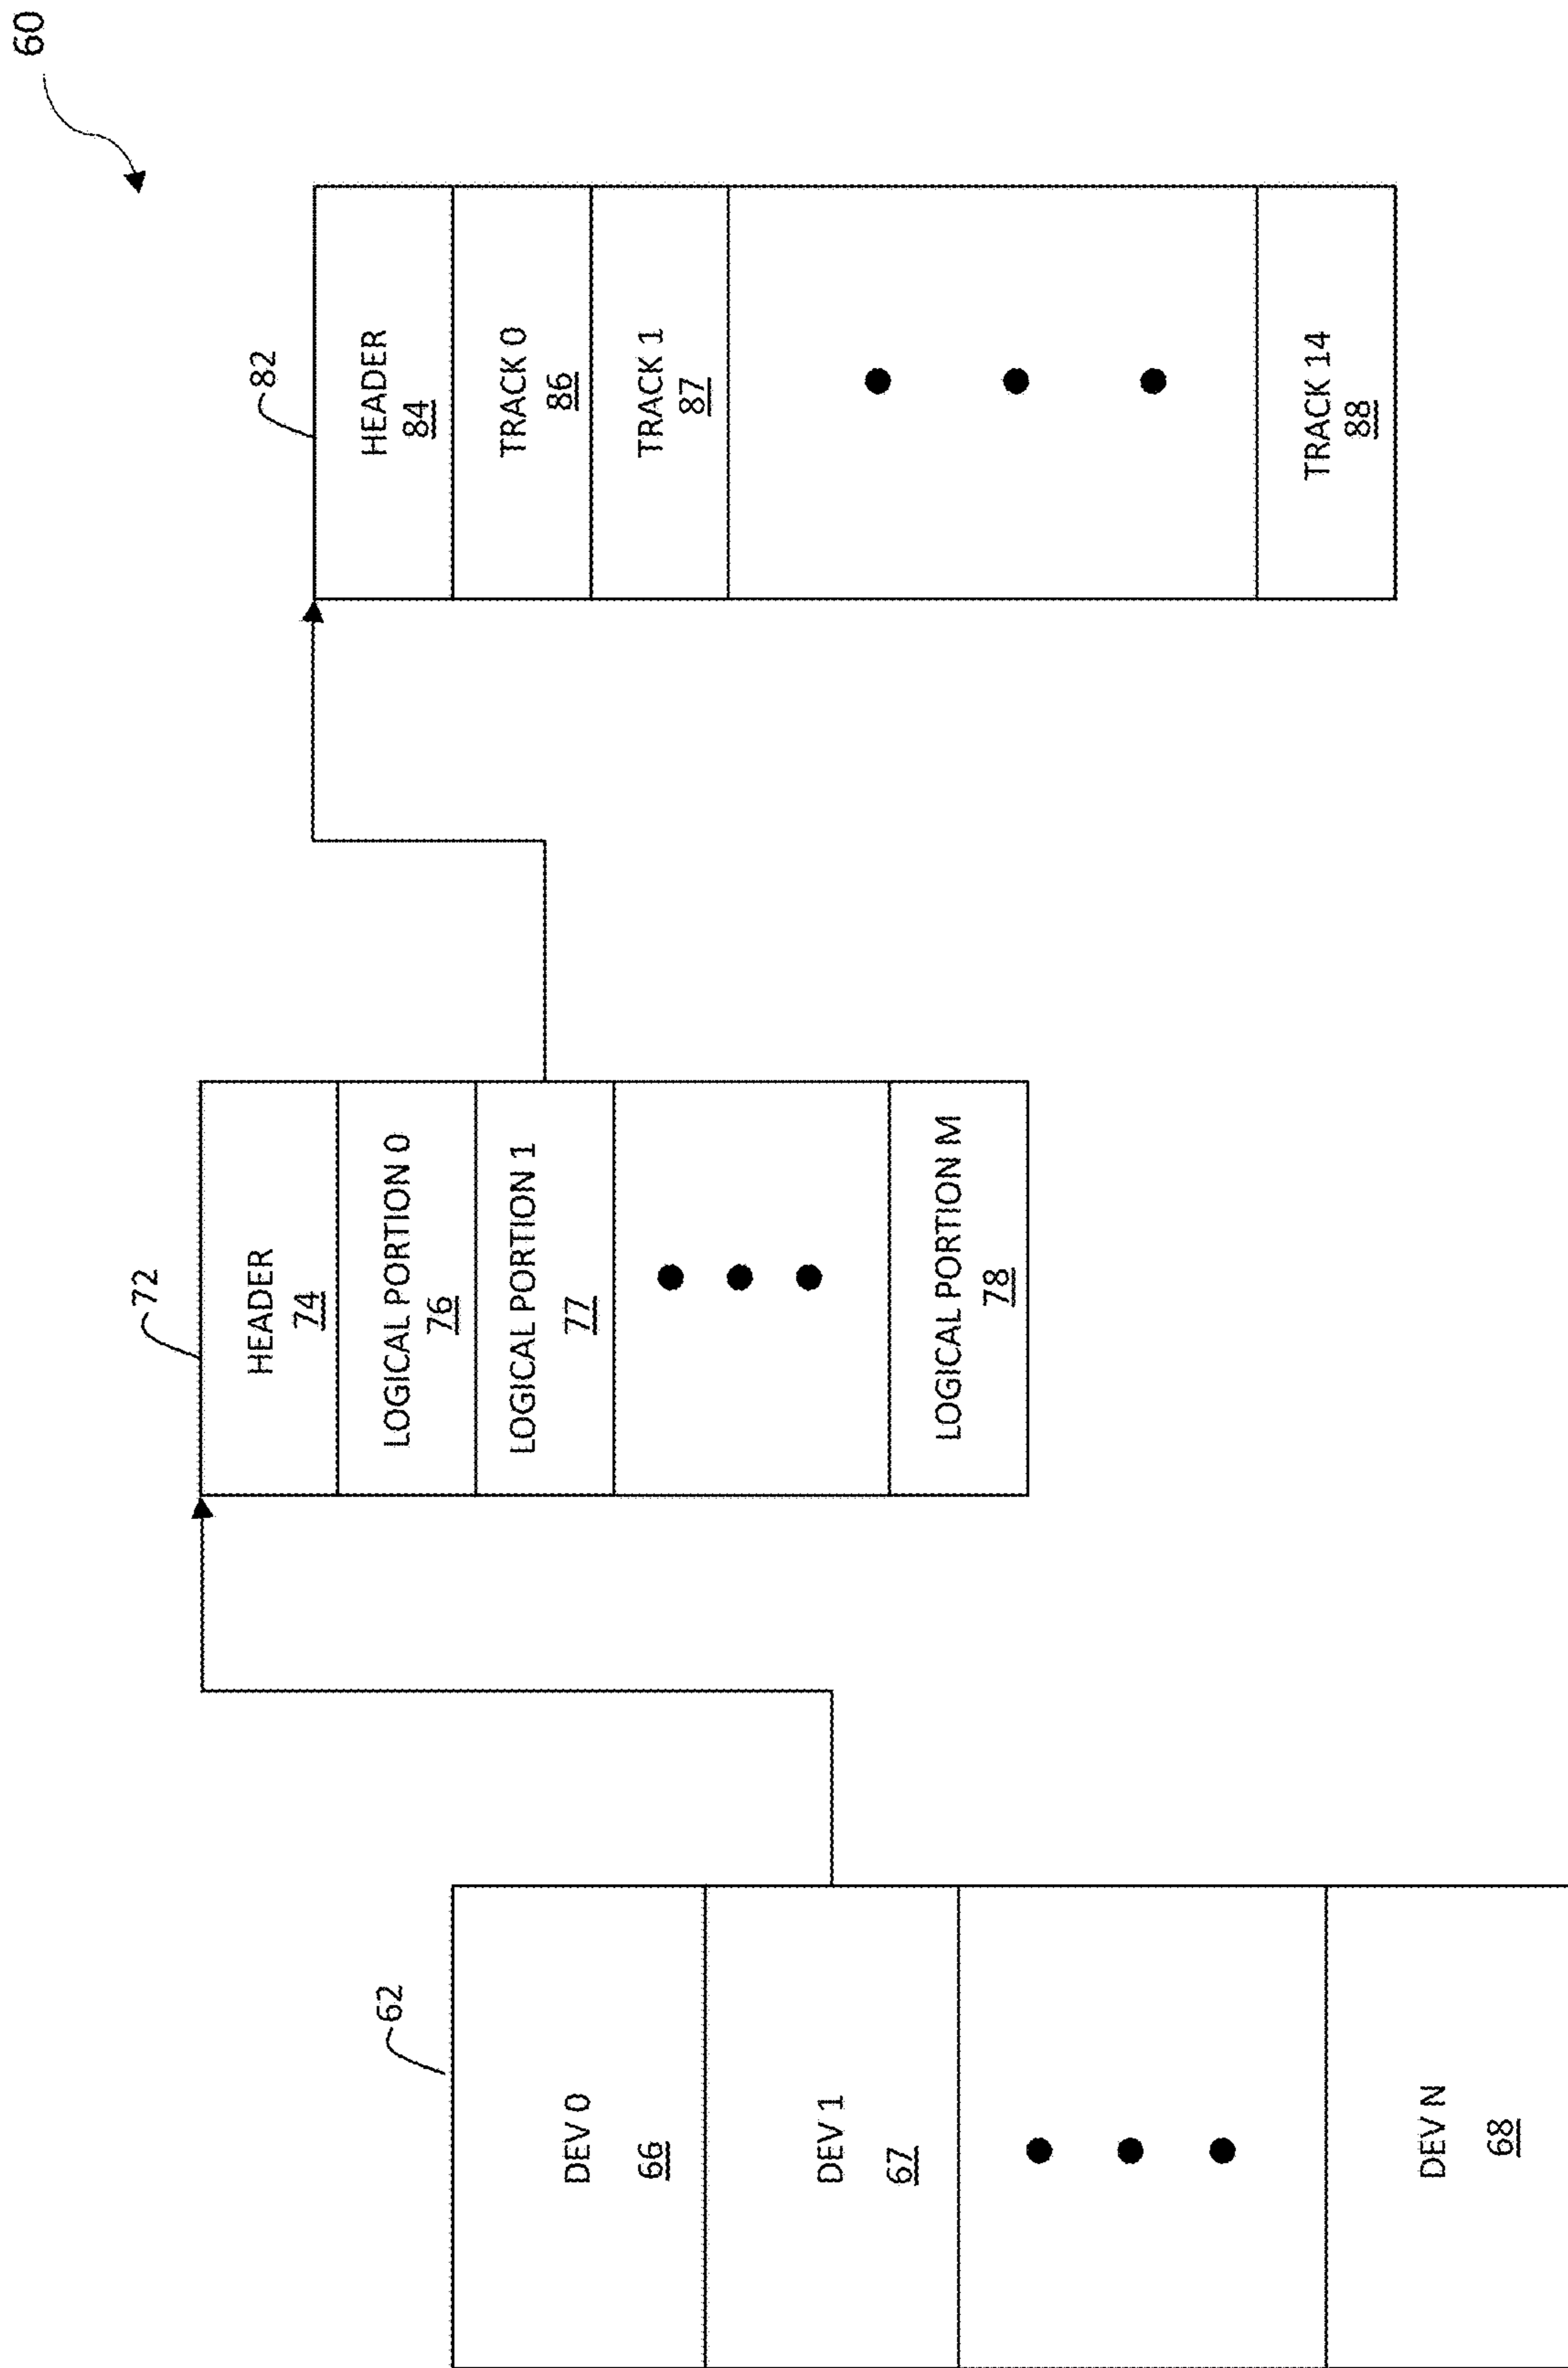 60
62
DEV 0
66
DEV 1
67
DEV N
68
72
HEADER
74
LOGICAL PORTION 0
76
LOGICAL PORTION 1
77
LOGICAL PORTION M
78
82
HEADER
84
TRACK 0
86
TRACK 1
87
TRACK 14
88